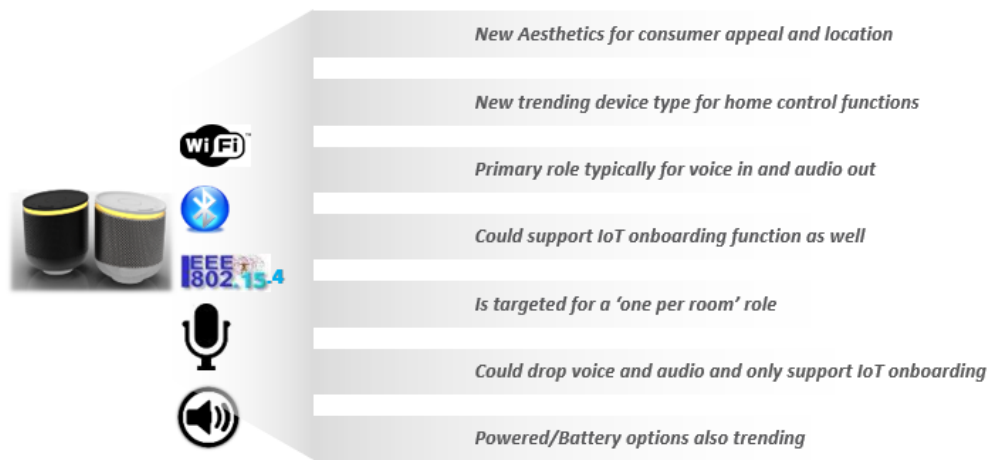 New Aesthetics for consumer appeal and location
New trending device type for home control functions
WiFi™
Primary role typically for voice in and audio out
Could support IoT onboarding function as well
IEEE
802.15.4
Is targeted for a ‘one per room’ role
Could drop voice and audio and only support IoT onboarding
Powered/Battery options also trending